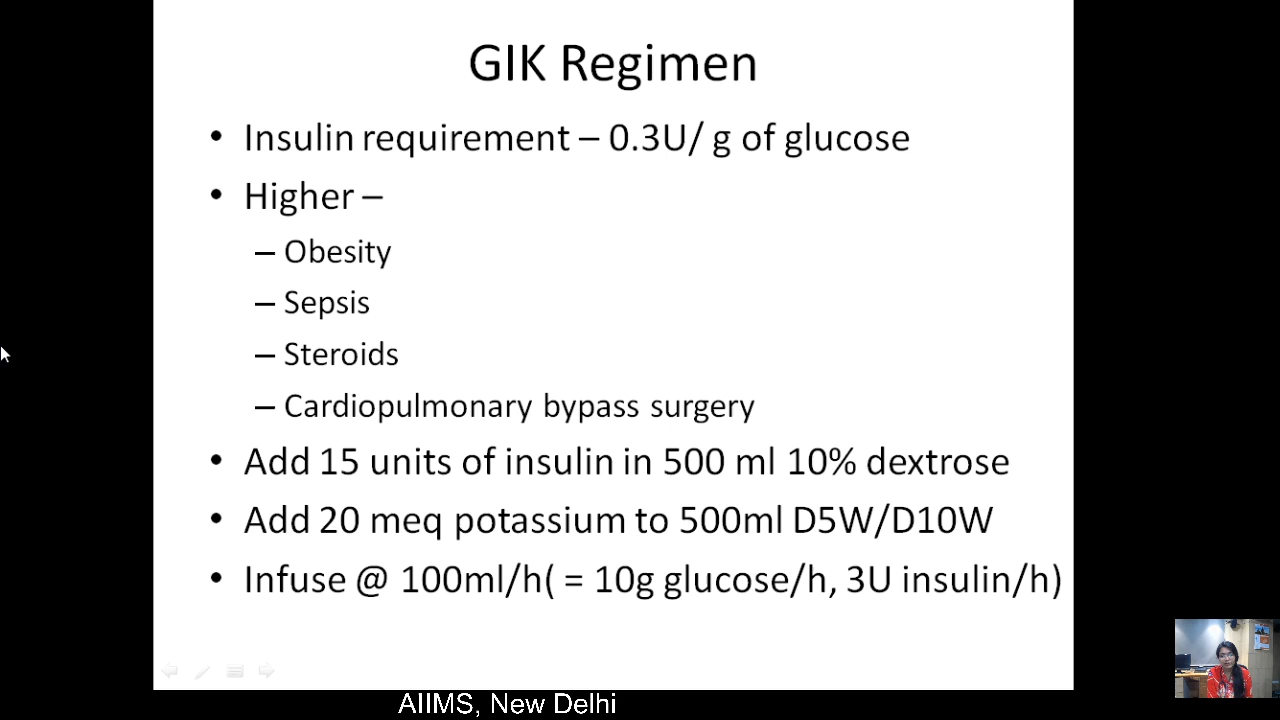 GIK Regimen
• Insulin requirement – 0.3U/ g of glucose
• Higher –
– Obesity
– Sepsis
– Steroids
– Cardiopulmonary bypass surgery
• Add 15 units of insulin in 500 ml 10% dextrose
• Add 20 meq potassium to 500ml D5W/D10W
• Infuse @ 100ml/h( = 10g glucose/h, 3U insulin/h)
AIIMS, New Delhi